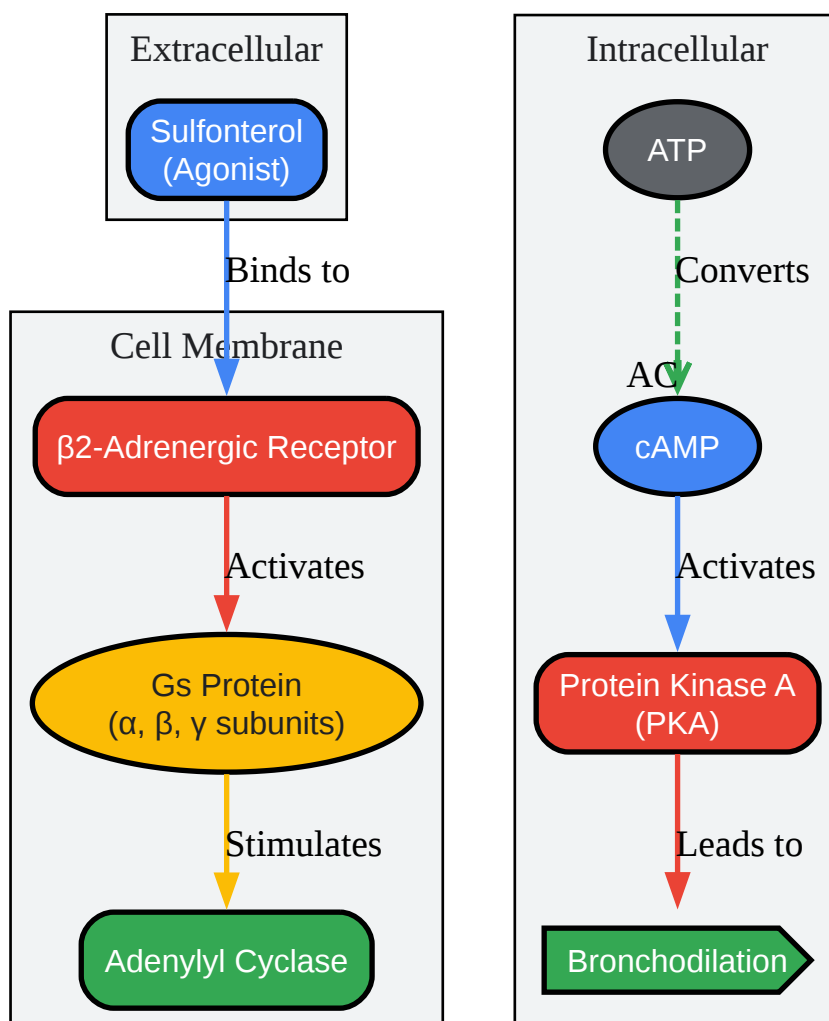 Extracellular
Sulfonterol
(Agonist)
Binds to
Cell Membrane
β2-Adrenergic Receptor
Activates
Gs Protein
(α, β, γ subunits)
Stimulates
Adenylyl Cyclase
Intracellular
ATP
Converts
AC
cAMP
Activates
Protein Kinase A
(PKA)
Leads to
Bronchodilation